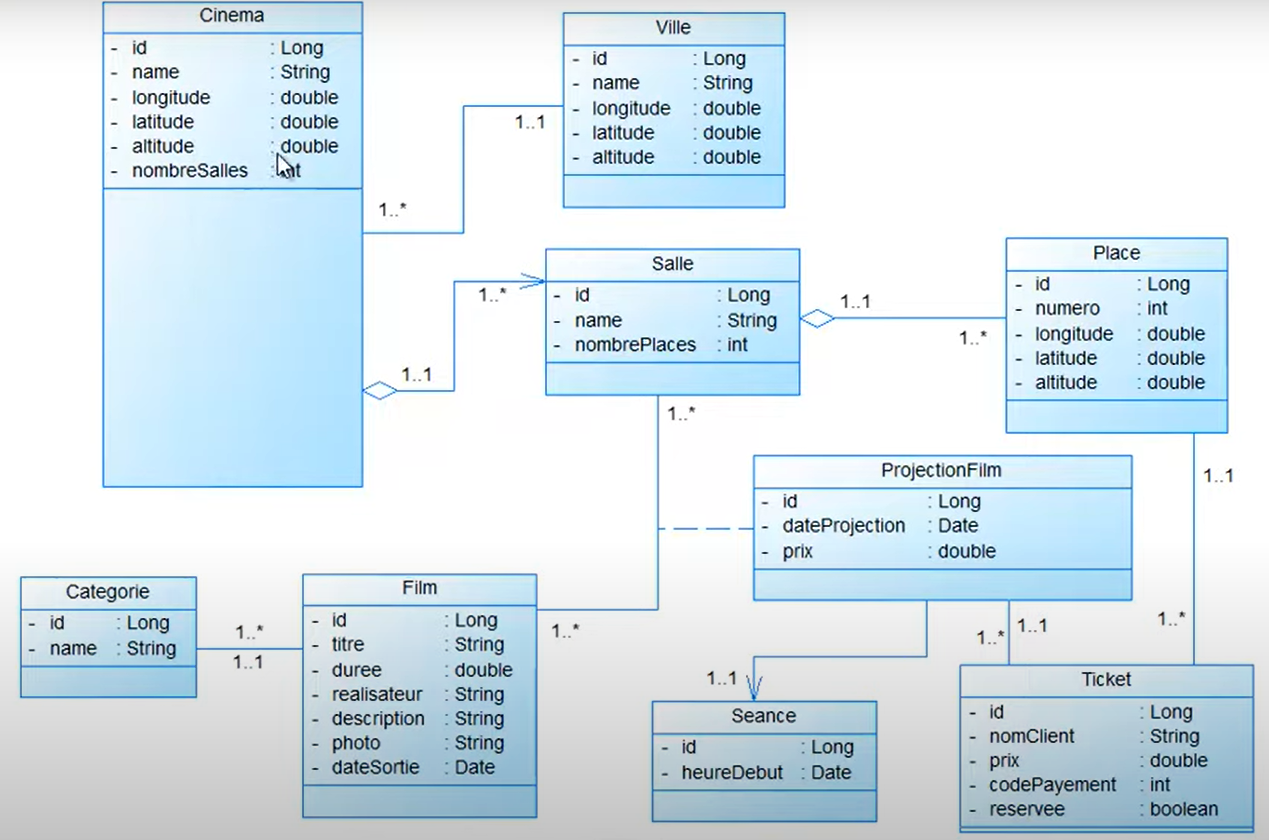 Cinema
- id : Long
- name : String
- longitude : double
- latitude : double
- altitude : double
- nombreSalles : int
Ville
- id : Long
- name : String
- longitude : double
- latitude : double
- altitude : double
1..1
1..*
Salle
- id : Long
- name : String
- nombrePlaces : int
1..*
1..1
1..1
1..*
Place
- id : Long
- numero : int
- longitude : double
- latitude : double
- altitude : double
1..*
1..1
ProjectionFilm
- id : Long
- dateProjection : Date
- prix : double
Categorie
- id : Long
- name : String
1..*
1..1
Film
- id : Long
- titre : String
- duree : double
- realisateur : String
- description : String
- photo : String
- dateSortie : Date
1..*
1..1
1..*
1..1
1..*
Seance
- id : Long
- heureDebut : Date
Ticket
- id : Long
- nomClient : String
- prix : double
- codePayement : int
- reservee : boolean